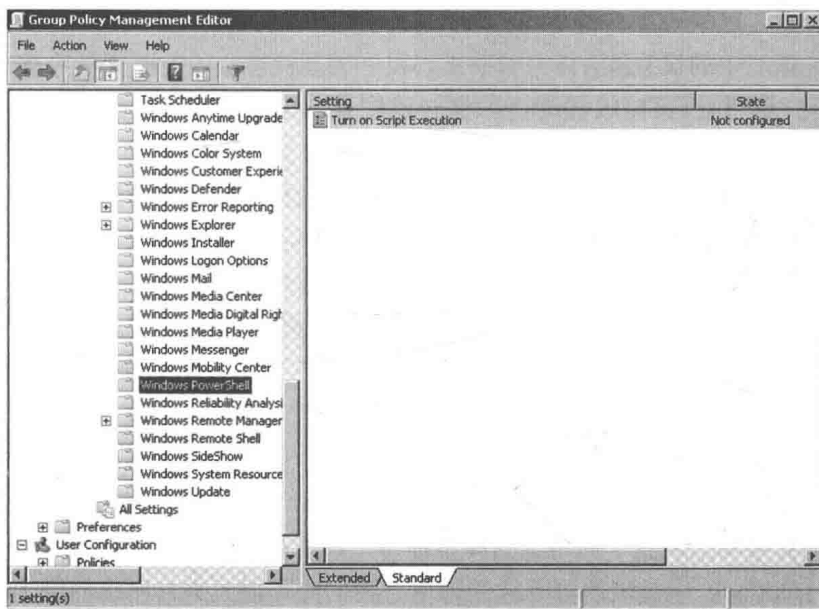 Group Policy Management Editor
File Action View Help
Task Scheduler
Windows Anytime Upgrade
Windows Calendar
Windows Color System
Windows Customer Experie
Windows Defender
Windows Error Reporting
Windows Explorer
Windows Installer
Windows Logon Options
Windows Mail
Windows Media Center
Windows Media Digital Righ
Windows Media Player
Windows Messenger
Windows Mobility Center
Windows PowerShell
Windows Reliability Analysi
Windows Remote Manager
Windows Remote Shell
Windows SideShow
Windows System Resource
Windows Update
All Settings
Preferences
User Configuration
Policies
Setting State
Turn on Script Execution Not configured
Extended Standard
1 setting(s)